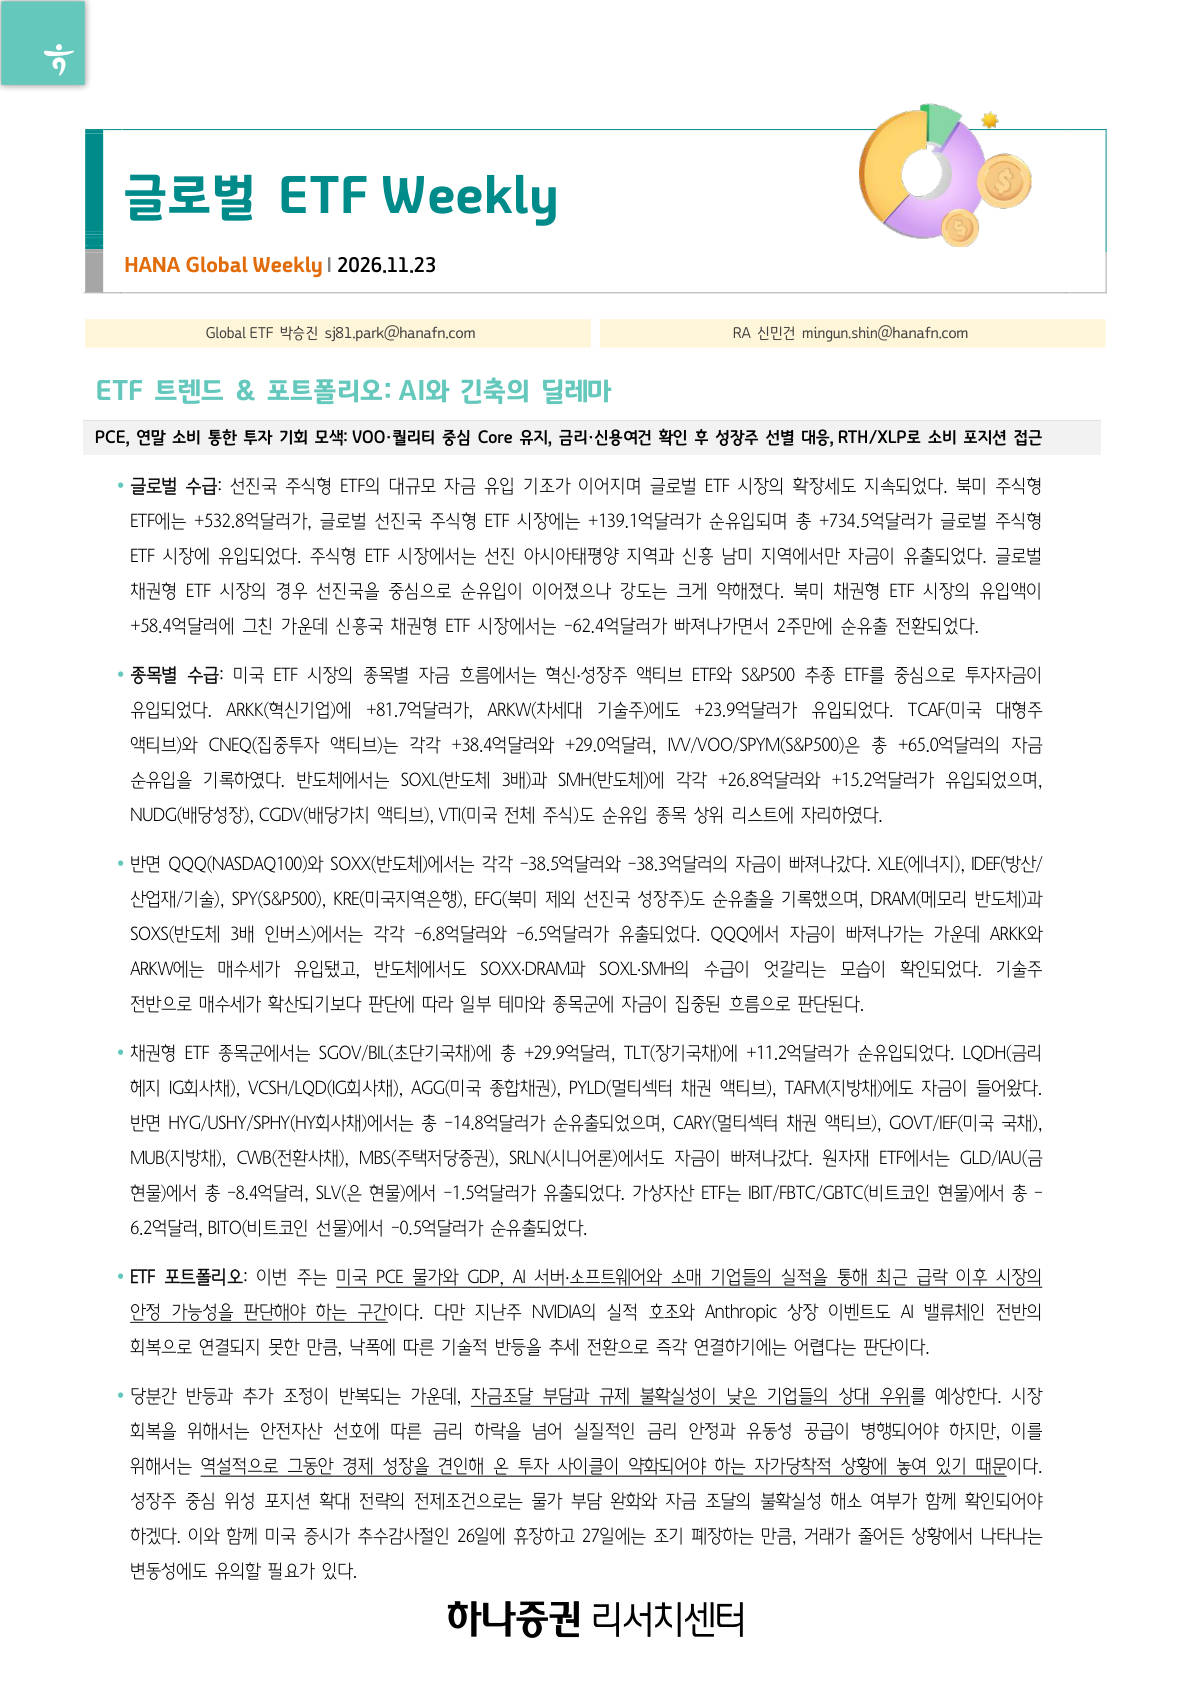 글로벌 ETF Weekly
HANA Global Weekly | 2026.11.23
Global ETF 박승진 sj81.park@hanafn.com
RA 신민건 mingun.shin@hanafn.com
ETF 트렌드 & 포트폴리오: AI와 긴축의 딜레마
PCE, 연말 소비 통한 투자 기회 모색: VOO·퀄리티 중심 Core 유지, 금리·신용여건 확인 후 성장주 선별 대응, RTH/XLP로 소비 포지션 접근
• 글로벌 수급: 선진국 주식형 ETF의 대규모 자금 유입 기조가 이어지며 글로벌 ETF 시장의 확장세도 지속되었다. 북미 주식형
ETF에는 +532.8억달러가, 글로벌 선진국 주식형 ETF 시장에는 +139.1억달러가 순유입되며 총 +734.5억달러가 글로벌 주식형
ETF 시장에 유입되었다. 주식형 ETF 시장에서는 선진 아시아태평양 지역과 신흥 남미 지역에서만 자금이 유출되었다. 글로벌
채권형 ETF 시장의 경우 선진국을 중심으로 순유입이 이어졌으나 강도는 크게 약해졌다. 북미 채권형 ETF 시장의 유입액이
+58.4억달러에 그친 가운데 신흥국 채권형 ETF 시장에서는 -62.4억달러가 빠져나가면서 2주만에 순유출 전환되었다.
• 종목별 수급: 미국 ETF 시장의 종목별 자금 흐름에서는 혁신·성장주 액티브 ETF와 S&P500 추종 ETF를 중심으로 투자자금이
유입되었다. ARKK(혁신기업)에 +81.7억달러가, ARKW(차세대 기술주)에도 +23.9억달러가 유입되었다. TCAF(미국 대형주
액티브)와 CNEQ(집중투자 액티브)는 각각 +38.4억달러와 +29.0억달러, IVV/VOO/SPYM(S&P500)은 총 +65.0억달러의 자금
순유입을 기록하였다. 반도체에서는 SOXL(반도체 3배)과 SMH(반도체)에 각각 +26.8억달러와 +15.2억달러가 유입되었으며,
NUDG(배당성장), CGDV(배당가치 액티브), VTI(미국 전체 주식)도 순유입 종목 상위 리스트에 자리하였다.
• 반면 QQQ(NASDAQ100)와 SOXX(반도체)에서는 각각 -38.5억달러와 -38.3억달러의 자금이 빠져나갔다. XLE(에너지), IDEF(방산/
산업재/기술), SPY(S&P500), KRE(미국지역은행), EFG(북미 제외 선진국 성장주)도 순유출을 기록했으며, DRAM(메모리 반도체)과
SOXS(반도체 3배 인버스)에서는 각각 -6.8억달러와 -6.5억달러가 유출되었다. QQQ에서 자금이 빠져나가는 가운데 ARKK와
ARKW에는 매수세가 유입됐고, 반도체에서도 SOXX·DRAM과 SOXL·SMH의 수급이 엇갈리는 모습이 확인되었다. 기술주
전반으로 매수세가 확산되기보다 판단에 따라 일부 테마와 종목군에 자금이 집중된 흐름으로 판단된다.
• 채권형 ETF 종목군에서는 SGOV/BIL(초단기국채)에 총 +29.9억달러, TLT(장기국채)에 +11.2억달러가 순유입되었다. LQDH(금리
헤지 IG회사채), VCSH/LQD(IG회사채), AGG(미국 종합채권), PYLD(멀티섹터 채권 액티브), TAFM(지방채)에도 자금이 들어왔다.
반면 HYG/USHY/SPHY(HY회사채)에서는 총 -14.8억달러가 순유출되었으며, CARY(멀티섹터 채권 액티브), GOVT/IEF(미국 국채),
MUB(지방채), CWB(전환사채), MBS(주택저당증권), SRLN(시니어론)에서도 자금이 빠져나갔다. 원자재 ETF에서는 GLD/IAU(금
현물)에서 총 -8.4억달러, SLV(은 현물)에서 -1.5억달러가 유출되었다. 가상자산 ETF는 IBIT/FBTC/GBTC(비트코인 현물)에서 총 -
6.2억달러, BITO(비트코인 선물)에서 -0.5억달러가 순유출되었다.
• ETF 포트폴리오: 이번 주는 미국 PCE 물가와 GDP, AI 서버·소프트웨어와 소매 기업들의 실적을 통해 최근 급락 이후 시장의
안정 가능성을 판단해야 하는 구간이다. 다만 지난주 NVIDIA의 실적 호조와 Anthropic 상장 이벤트도 AI 밸류체인 전반의
회복으로 연결되지 못한 만큼, 낙폭에 따른 기술적 반등을 추세 전환으로 즉각 연결하기에는 어렵다는 판단이다.
• 당분간 반등과 추가 조정이 반복되는 가운데, 자금조달 부담과 규제 불확실성이 낮은 기업들의 상대 우위를 예상한다. 시장
회복을 위해서는 안전자산 선호에 따른 금리 하락을 넘어 실질적인 금리 안정과 유동성 공급이 병행되어야 하지만, 이를
위해서는 역설적으로 그동안 경제 성장을 견인해 온 투자 사이클이 약화되어야 하는 자가당착적 상황에 놓여 있기 때문이다.
성장주 중심 위성 포지션 확대 전략의 전제조건으로는 물가 부담 완화와 자금 조달의 불확실성 해소 여부가 함께 확인되어야
하겠다. 이와 함께 미국 증시가 추수감사절인 26일에 휴장하고 27일에는 조기 폐장하는 만큼, 거래가 줄어든 상황에서 나타나는
변동성에도 유의할 필요가 있다.
하나증권 리서치센터